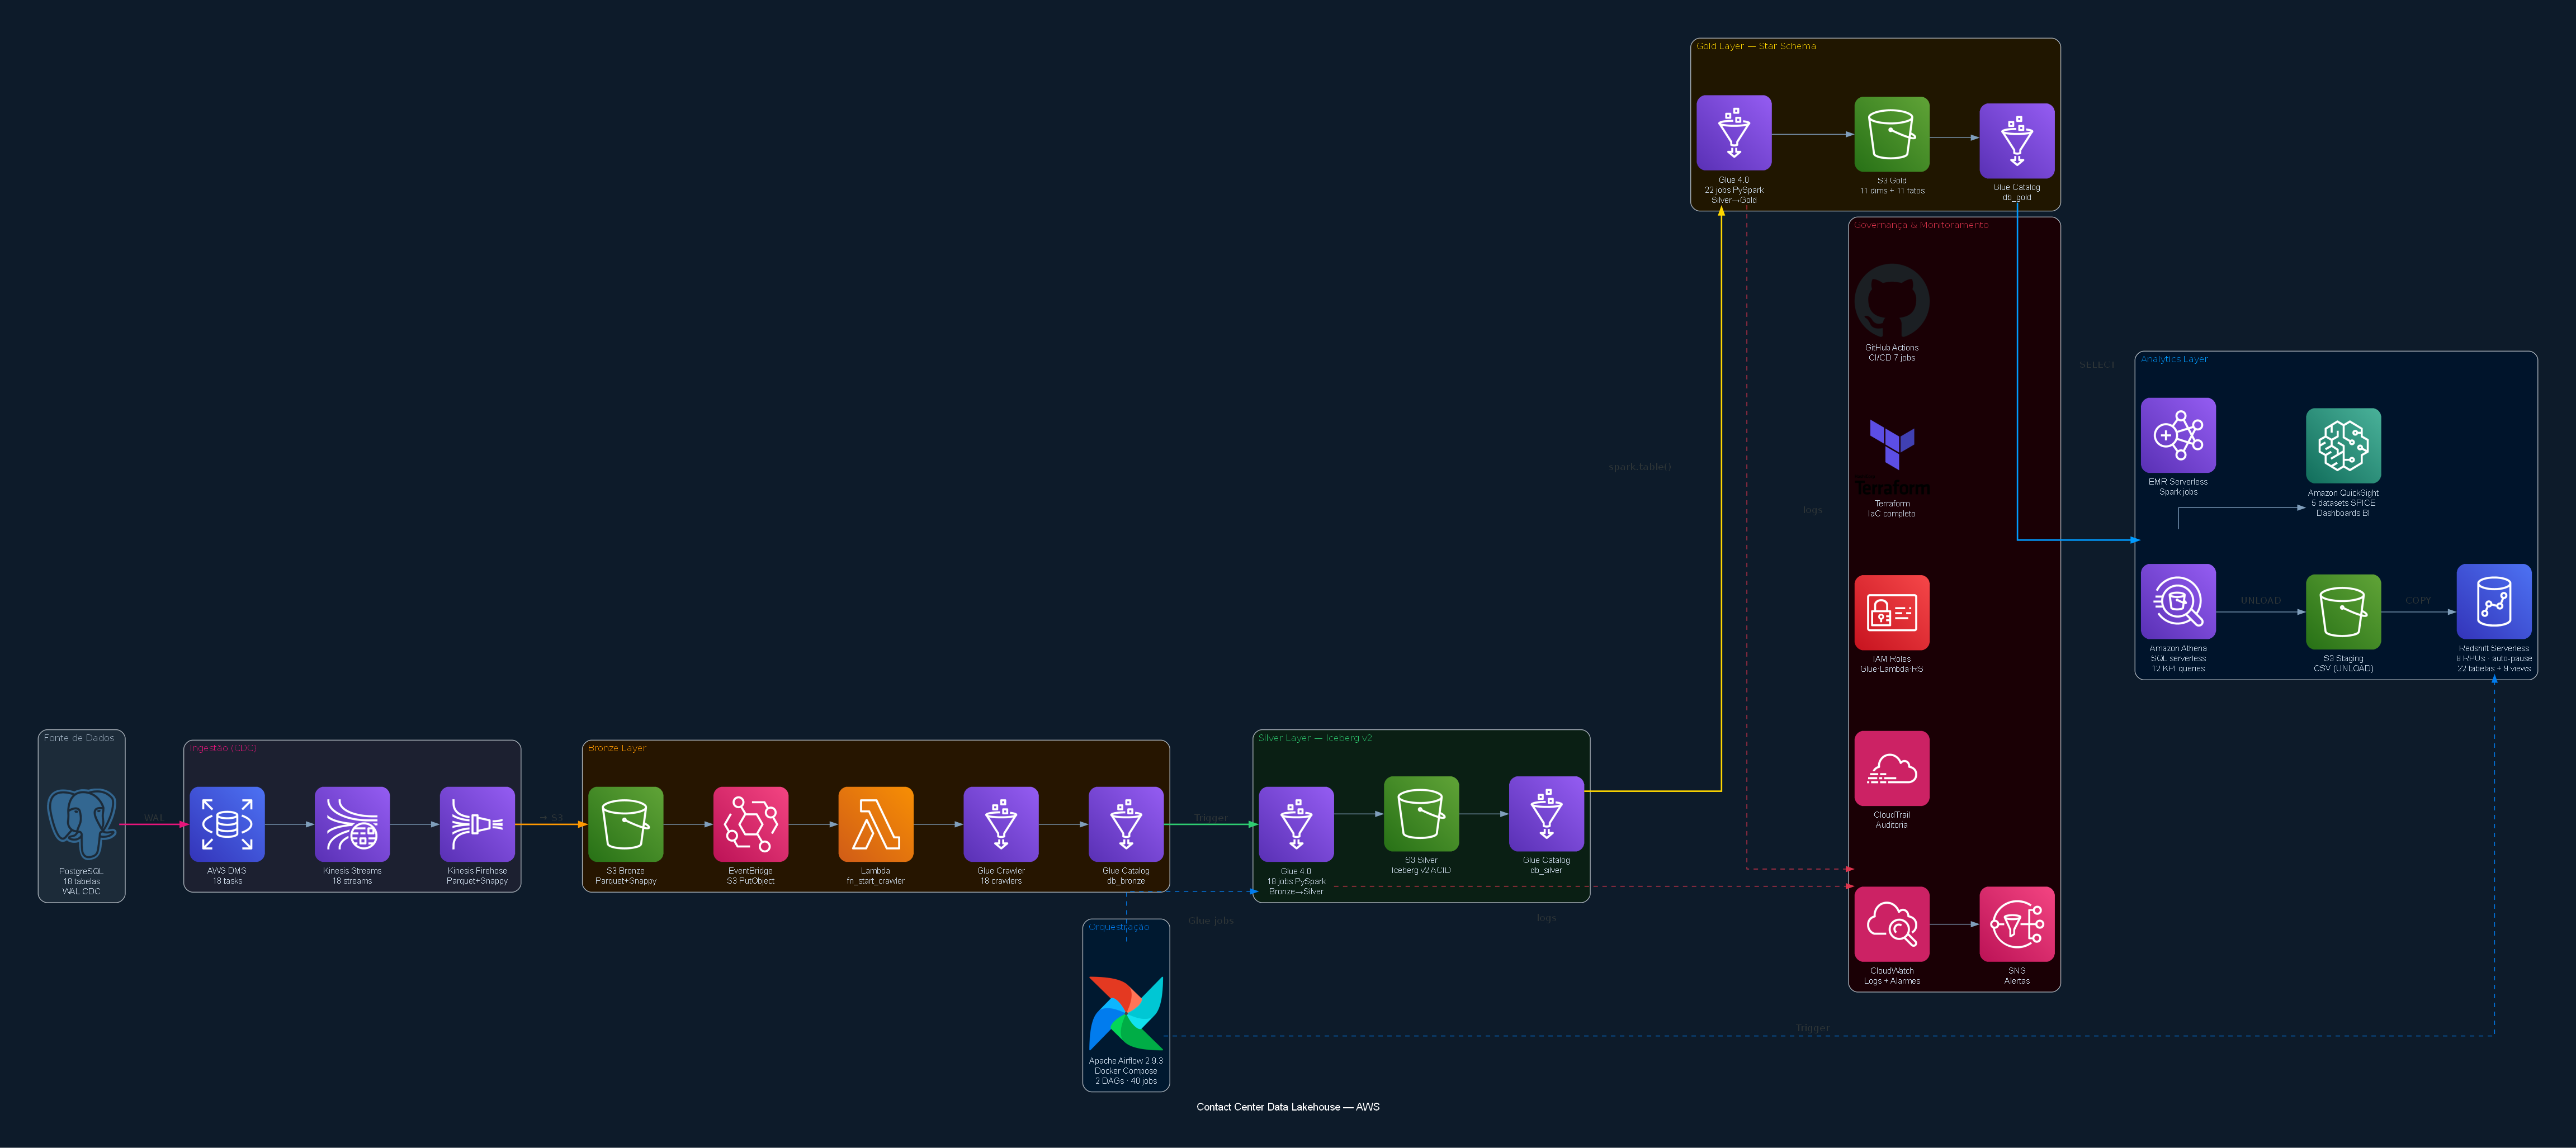 Gold Layer — Star Schema
Glue 4.0
22 jobs PySpark
Silver→Gold
S3 Gold
11 dims + 11 fatos
Glue Catalog
db_gold
Governança & Monitoramento
GitHub Actions
CI/CD 7 jobs
Terraform
Terraform
IaC completo
IAM Roles
Glue·Lambda·RS
CloudTrail
Auditoria
CloudWatch
Logs + Alarmes
SNS
Alertas
SELECT
spark.table()
logs
Analytics Layer
EMR Serverless
Spark jobs
Amazon QuickSight
5 datasets SPICE
Dashboards BI
Amazon Athena
SQL serverless
12 KPI queries
UNLOAD
S3 Staging
CSV (UNLOAD)
COPY
Redshift Serverless
8 RPUs · auto-pause
22 tabelas + 9 views
Fonte de Dados
PostgreSQL
18 tabelas
WAL CDC
WAL
Ingestão (CDC)
AWS DMS
18 tasks
Kinesis Streams
18 streams
Kinesis Firehose
Parquet+Snappy
→ S3
Bronze Layer
S3 Bronze
Parquet+Snappy
EventBridge
S3 PutObject
Lambda
fn_start_crawler
Glue Crawler
18 crawlers
Glue Catalog
db_bronze
Trigger
Silver Layer — Iceberg v2
Glue 4.0
18 jobs PySpark
Bronze→Silver
S3 Silver
Iceberg v2 ACID
Glue Catalog
db_silver
Glue jobs
logs
Orquestração
Apache Airflow 2.9.3
Docker Compose
2 DAGs · 40 jobs
Trigger
Contact Center Data Lakehouse — AWS